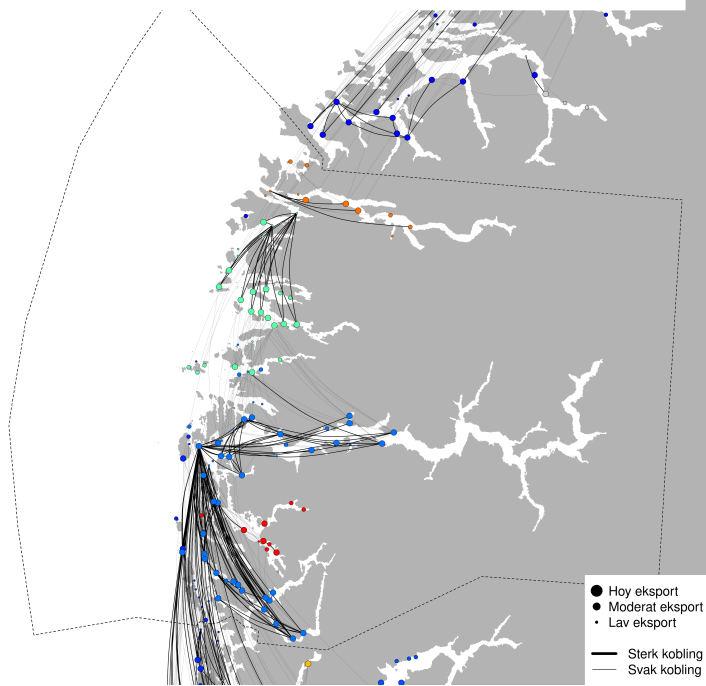 Hoy eksport
Moderat eksport
Lav eksport
Sterk kobling
Svak kobling